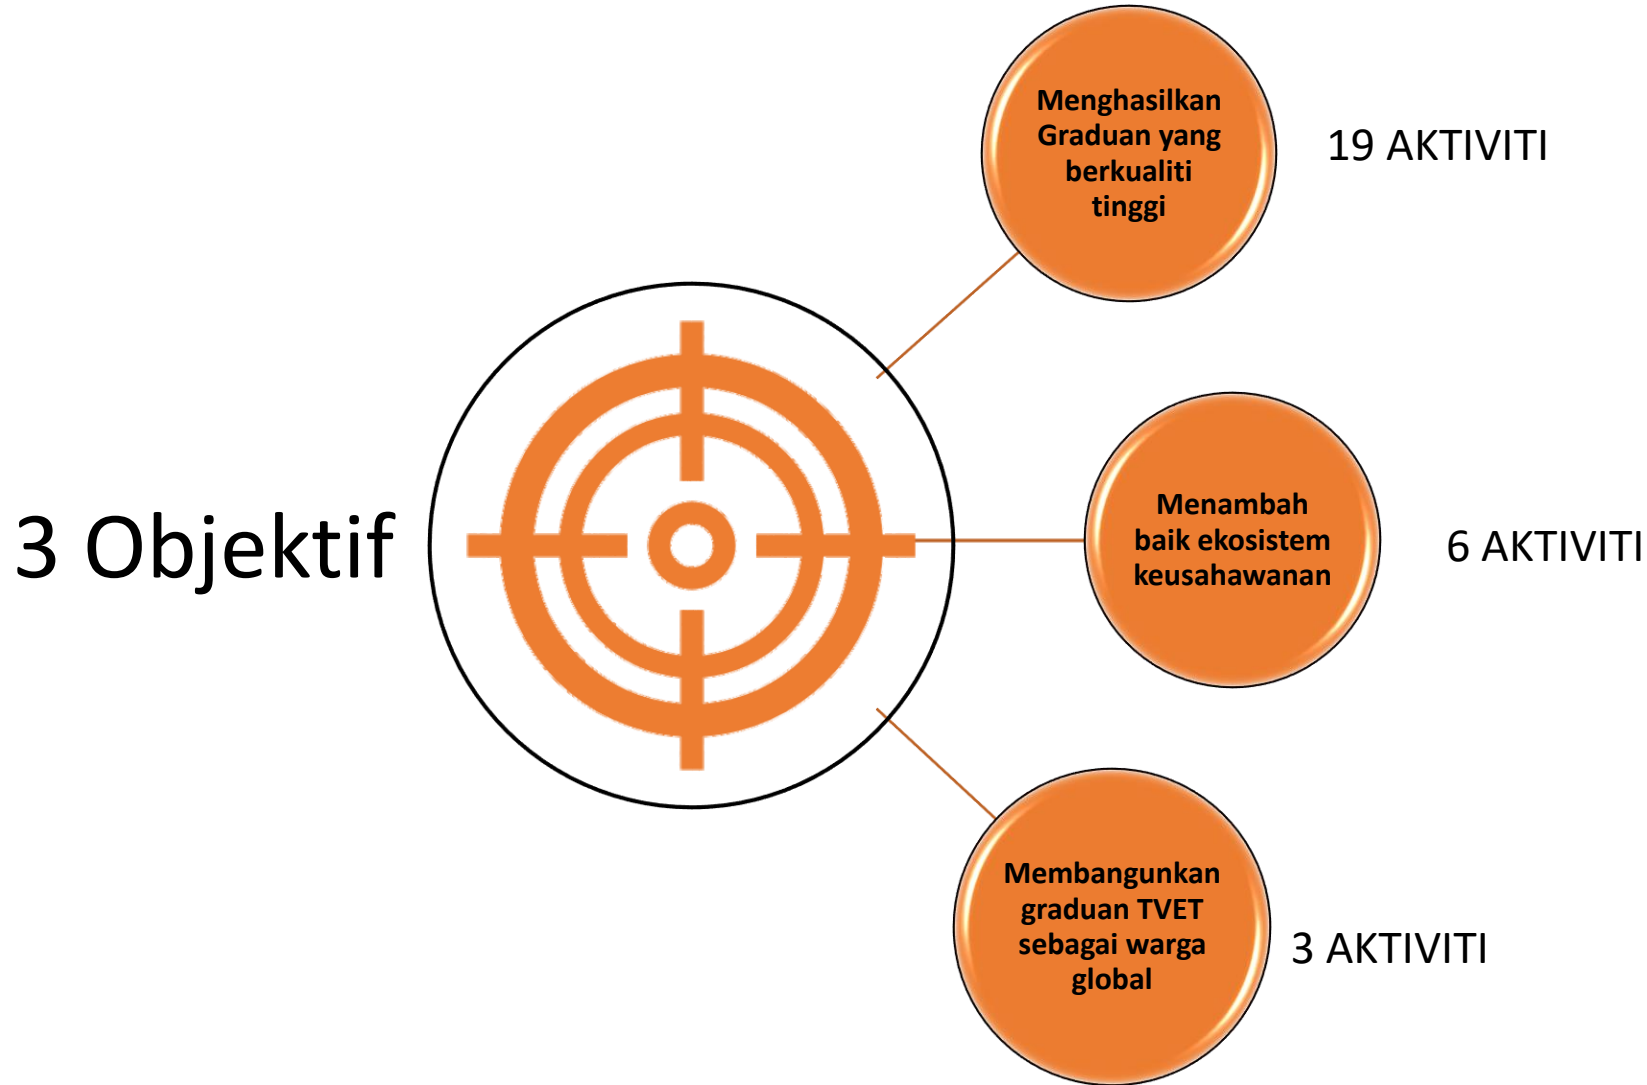 3 Objektif
Menghasilkan
Graduan yang
berkualiti
tinggi
19 AKTIVITI
Menambah
baik ekosistem
keusahawanan
6 AKTIVITI
Membangunkan
graduan TVET
sebagai warga
global
3 AKTIVITI